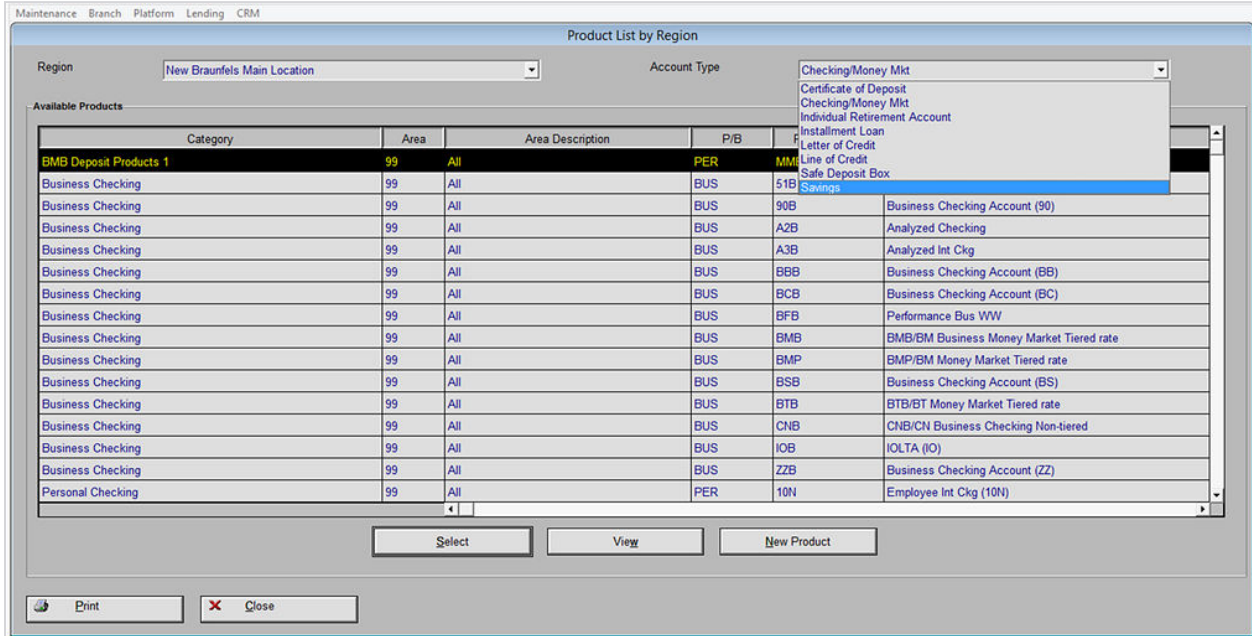 Maintenance Branch Platform Lending CRM
Product List by Region
Region New Braunfels Main Location Account Type Checking/Money Mkt
Certificate of Deposit
Checking/Money Mkt
Individual Retirement Account
Installment Loan
Letter of Credit
Line of Credit
Safe Deposit Box
Savings
Available Products
Category Area Area Description P/B
BMB Deposit Products 1 99 All PER
Business Checking 99 All BUS 51B
Business Checking 99 All BUS 90B Business Checking Account (90)
Business Checking 99 All BUS A2B Analyzed Checking
Business Checking 99 All BUS A3B Analyzed Int Ckg
Business Checking 99 All BUS BBB Business Checking Account (BB)
Business Checking 99 All BUS BCB Business Checking Account (BC)
Business Checking 99 All BUS BFB Performance Bus WW
Business Checking 99 All BUS BMB BMB/BM Business Money Market Tiered rate
Business Checking 99 All BUS BMP BMP/BM Money Market Tiered rate
Business Checking 99 All BUS BSB Business Checking Account (BS)
Business Checking 99 All BUS BTB BTB/BT Money Market Tiered rate
Business Checking 99 All BUS CNB CNB/CN Business Checking Non-tiered
Business Checking 99 All BUS IOB IOLTA (IO)
Business Checking 99 All BUS ZZB Business Checking Account (ZZ)
Personal Checking 99 All PER 10N Employee Int Ckg (10N)
Select View New Product
Print Close